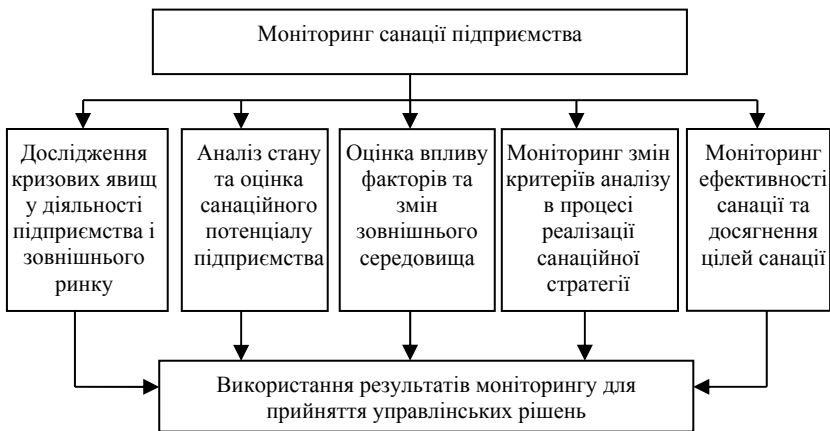 Моніторинг санації підприємства
Дослідження
кризових явищ
у діяльності
підприємства і
зовнішнього
ринку
Аналіз стану
та оцінка
санаційного
потенціалу
підприємства
Оцінка впливу
факторів та
змін
зовнішнього
середовища
Моніторинг змін
критеріїв аналізу
в процесі
реалізації
санаційної
стратегії
Моніторинг
ефективності
санації та
досягнення
цілей санації
Використання результатів моніторингу для
прийняття управлінських рішень